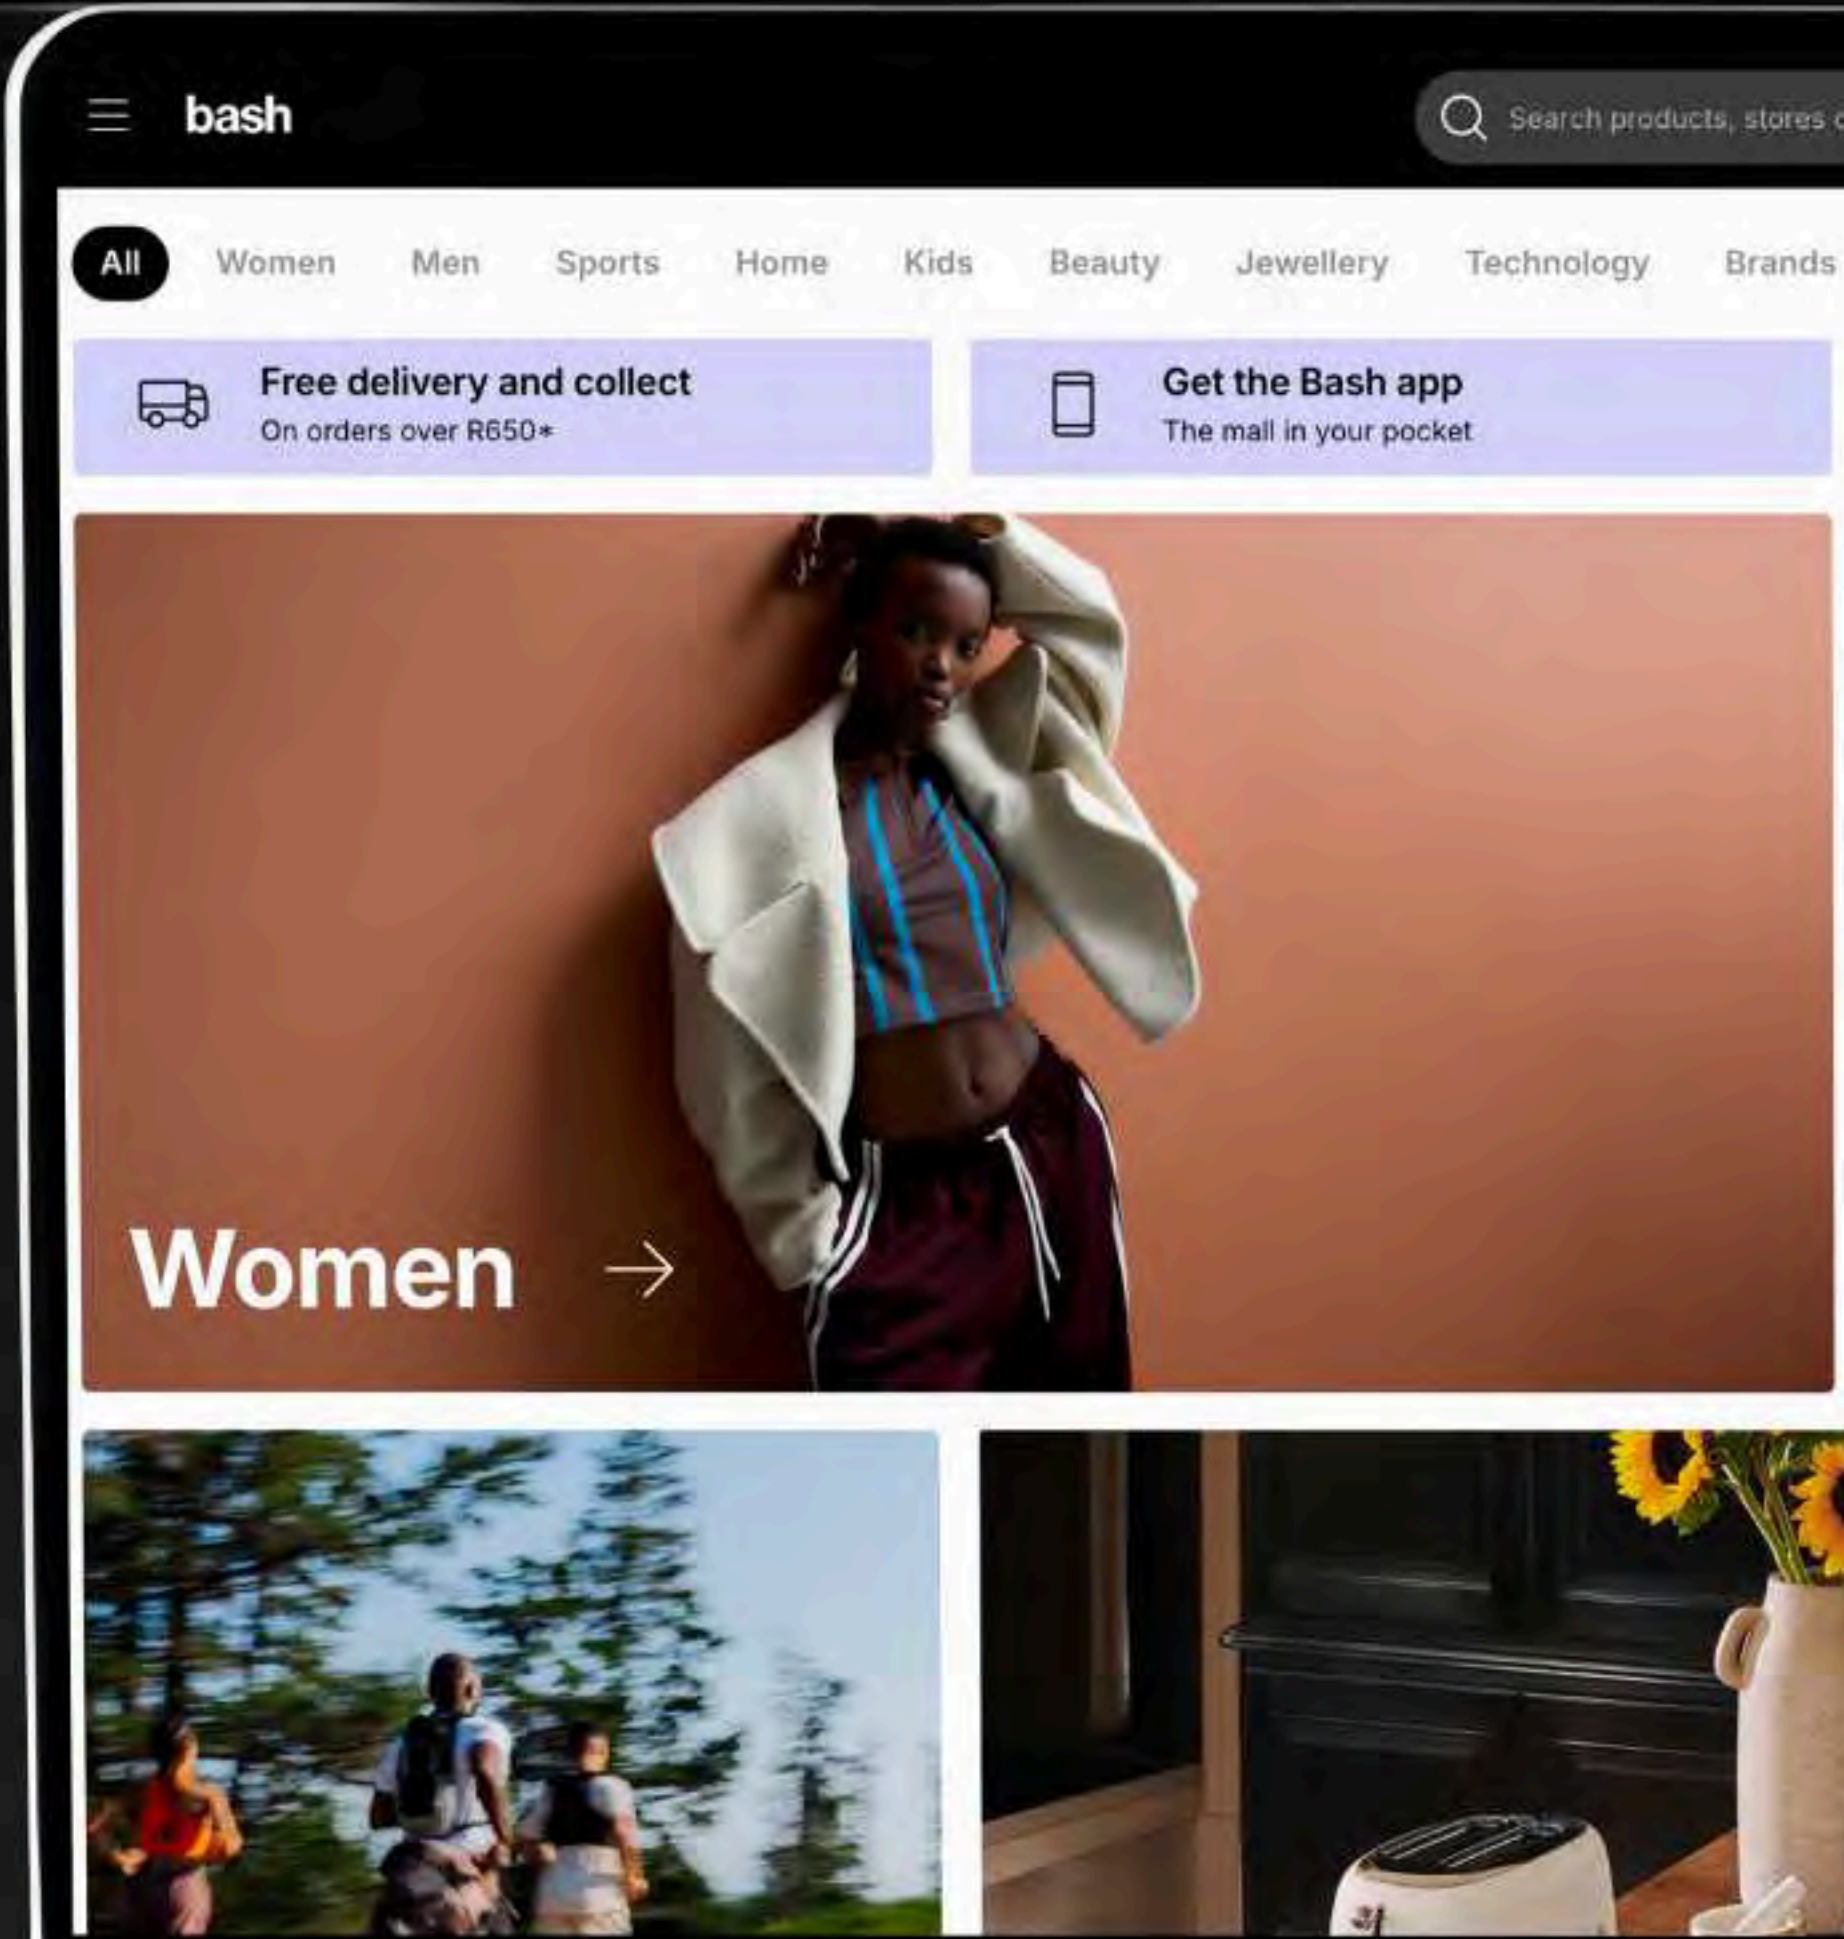 bash
Search products, stores
All Women Men Sports Home Kids Beauty Jewellery Technology Brands
Free delivery and collect
On orders over R650*
Get the Bash app
The mall in your pocket
Women